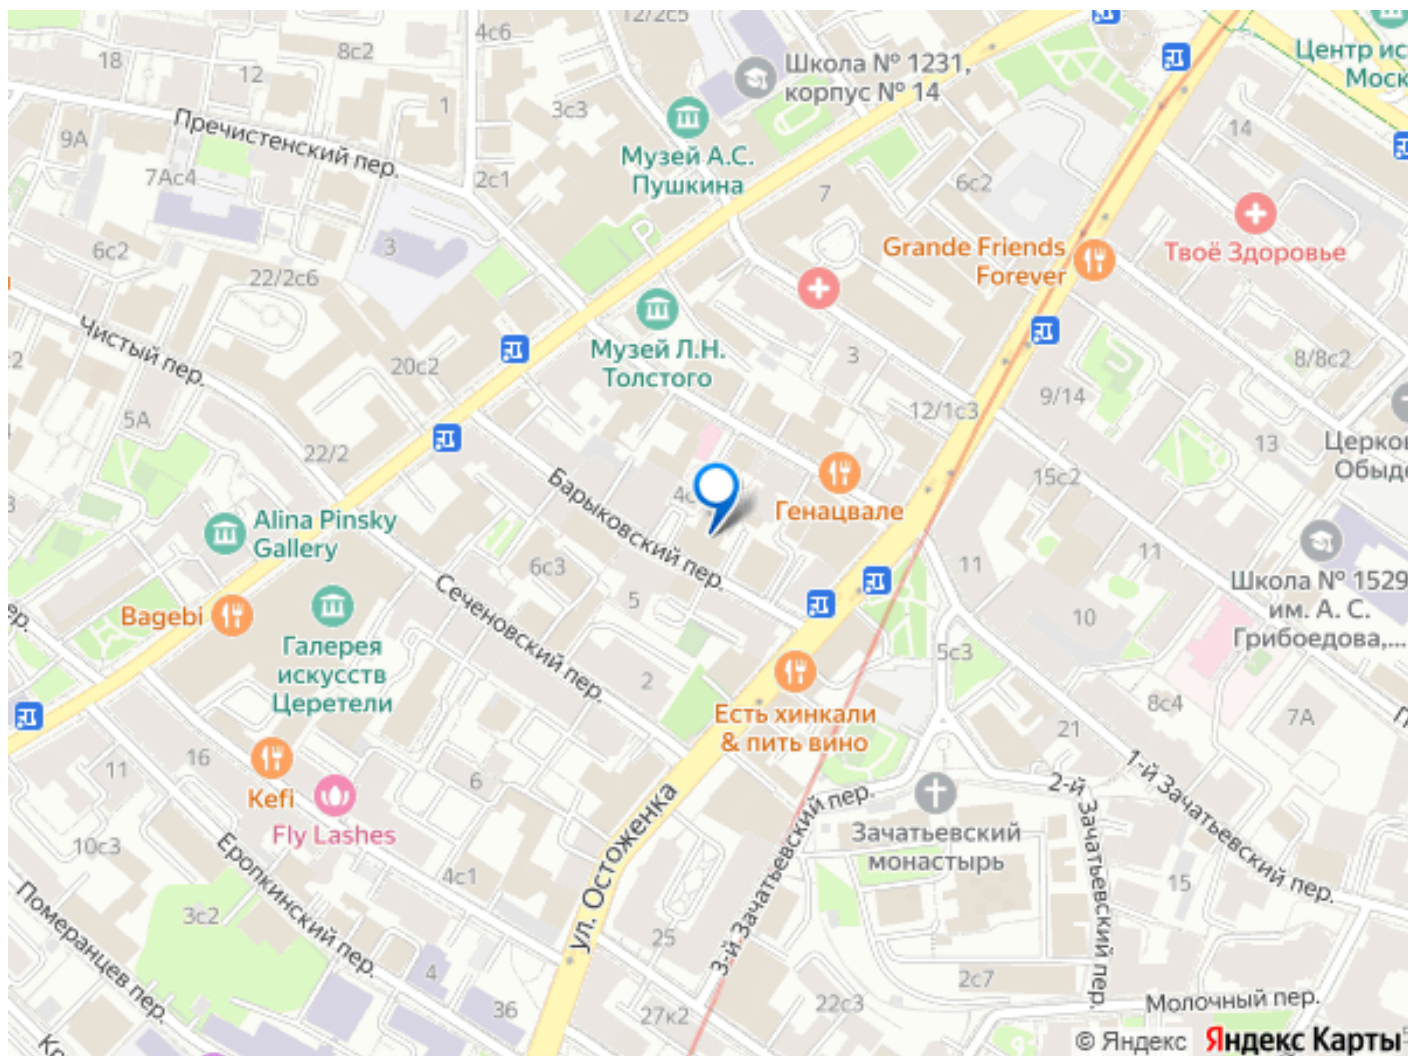 12/2с5
4с6
8с2
18
12
1
3с3
Школа № 1231,
корпус № 14
Центр ис
Моск
14
9А
Пречистенский пер.
7Ас4
2с1
Музей А.С.
Пушкина
7
6с2
Твоё Здоровье
Grande Friends
Forever
6с2
3
22/2с6
Чистый пер.
20с2
Музей Л.Н.
Толстого
3
12/1с3
9/14
8/8с2
5А
22/2
13
Церков
Обыде
15с2
Генацвале
Барыковский пер.
Alina Pinsky
Gallery
6с3
5
Сеченовский пер.
11
11
10
Школа № 1529
им. А. С.
Грибоедова,...
Bagebi
Галерея
искусств
Церетели
2
5с3
8с4
7А
21
Есть хинкали
& пить вино
16
11
Kefi
6
Fly Lashes
ул. Остоженка
3-й Зачатьевский пер.
Зачатьевский
монастырь
2-й Зачатьевский пер.
1-й Зачатьевский пер.
10с3
4с1
15
3с2
Еропкинский пер.
Померанцев пер.
25
4
36
27к2
22с3
2с7
Молочный пер.
© Яндекс Яндекс Карты